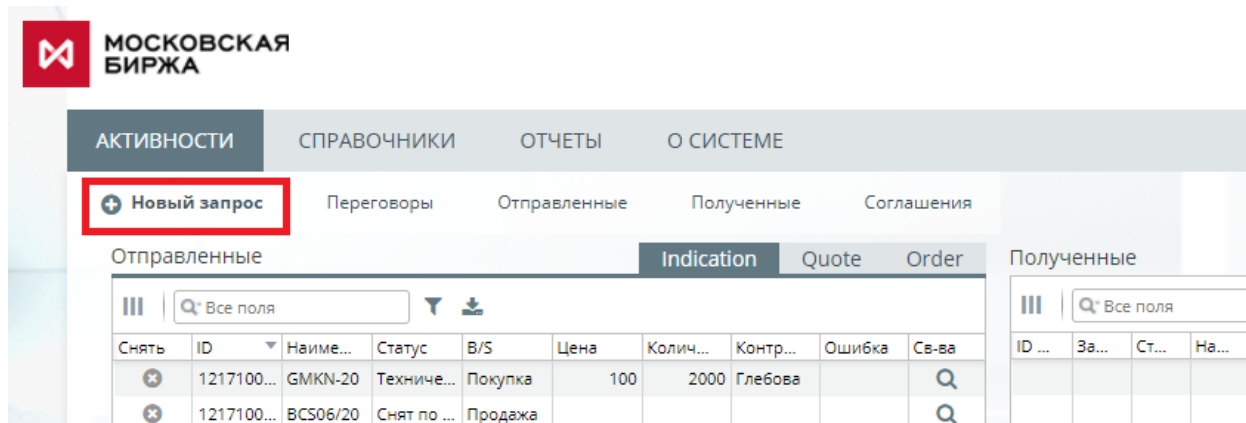 МОСКОВСКАЯ
БИРЖА
АКТИВНОСТИ СПРАВОЧНИКИ ОТЧЕТЫ О СИСТЕМЕ
Новый запрос Переговоры Отправленные Полученные Соглашения
Отправленные Indication Quote Order Полученные
Все поля Все поля
Снять ID Наиме... Статус B/S Цена Колич... Контр... Ошибка Св-ва ID ... За... Ст... На...
1217100... GMKN-20 Техниче... Покупка 100 2000 Глебова
1217100... BCS06/20 Снят по ... Продажа